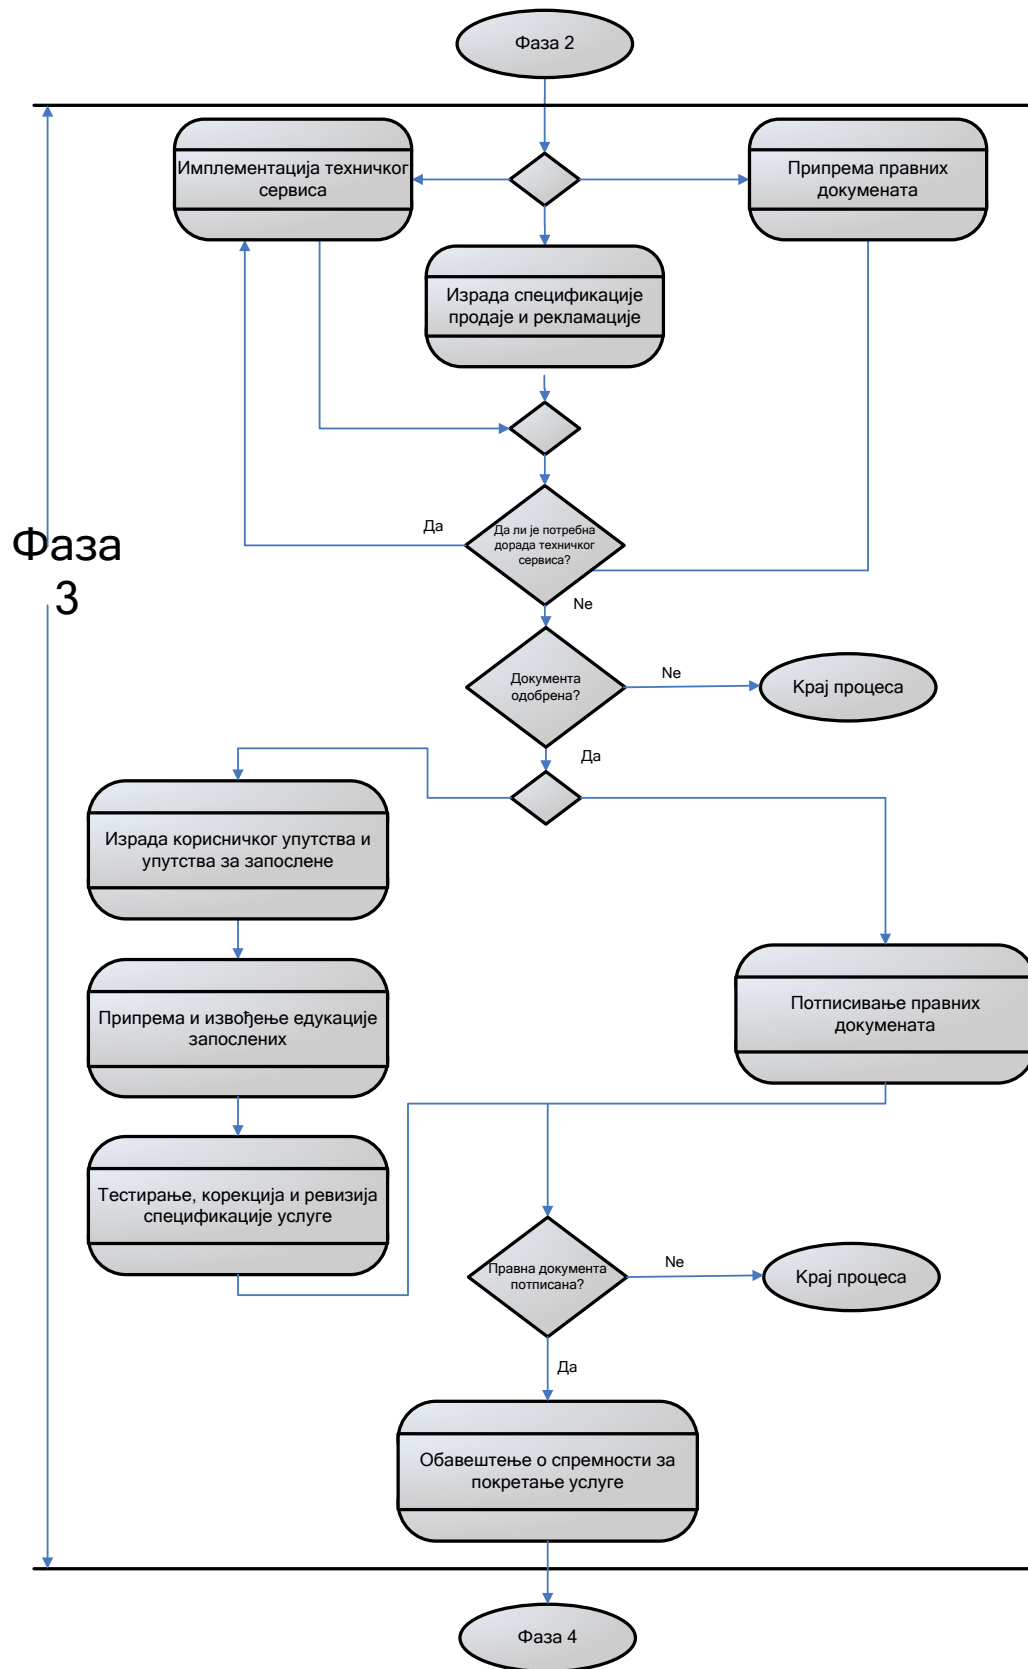 Фаза 2
Имплементација техничког
сервиса
Припрема правних
докумената
Израда спецификације
продаје и рекламације
Да ли је потребна
дорада техничког
сервиса?
Да
Фаза
3
Ne
Документа
одобрена?
Ne
Крај процеса
Да
Израда корисничког упутства и
упутства за запослене
Потписивање правних
докумената
Припрема и извођење едукације
запослених
Тестирање, корекција и ревизија
спецификације услуге
Правна документа
потписана?
Ne
Крај процеса
Да
Обавештење о спремности за
покретање услуге
Фаза 4